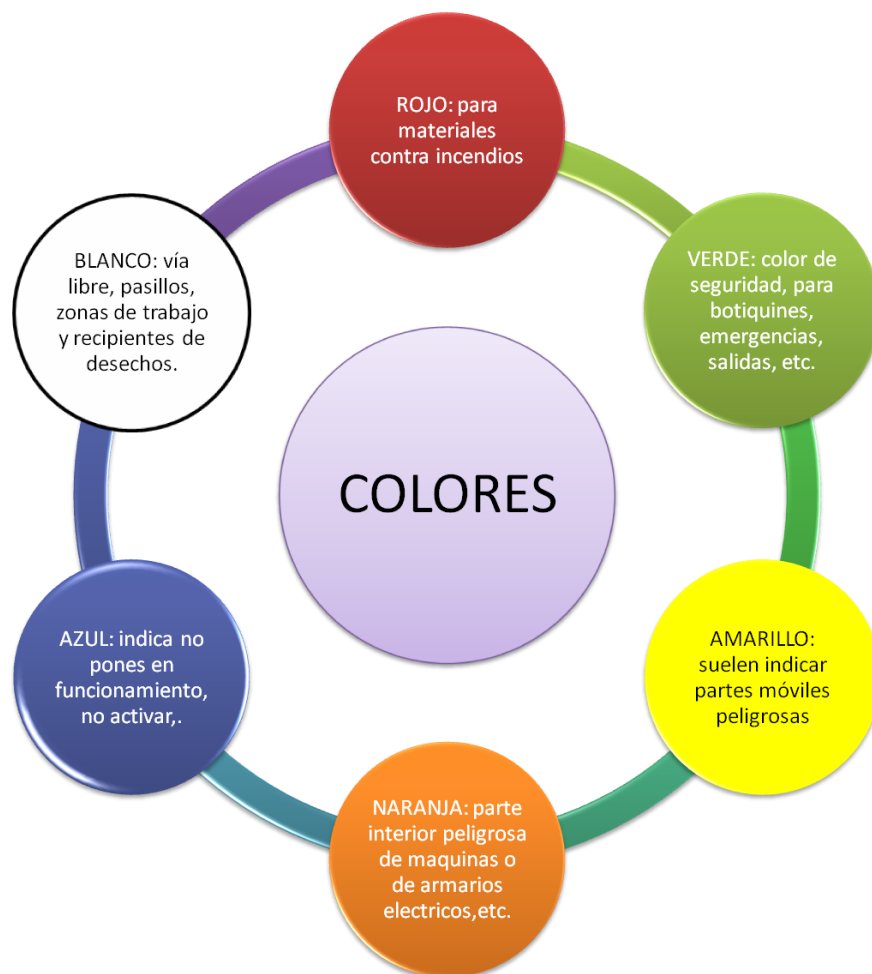 ROJO: para
materiales
contra incendios
VERDE: color de
seguridad, para
botiquines,
emergencias,
salidas, etc.
AMARILLO:
suelen indicar
partes móviles
peligrosas
NARANJA: parte
interior peligrosa
de maquinas o
de armarios
electricos,etc.
AZUL: indica no
pones en
funcionamiento,
no activar,.
BLANCO: vía
libre, pasillos,
zonas de trabajo
y recipientes de
desechos.
COLORES